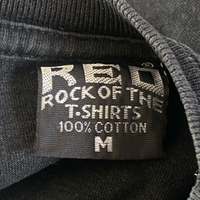 RED®
ROCK OF THE
T-SHIRTS
100% COTTON
M